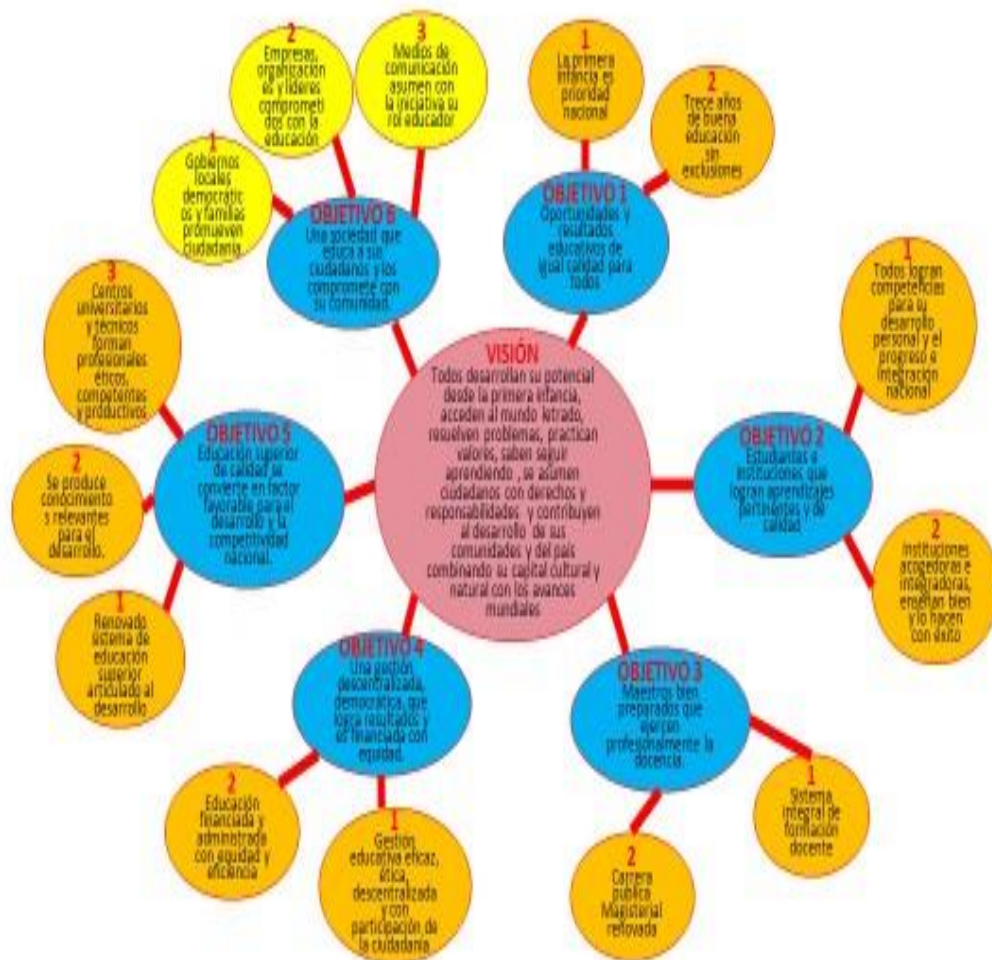 VISIÓN
Todos desarrollan su potencial
desde la primera infancia,
acceden al mundo letrado,
resuelven problemas, practican
valores, saben seguir
aprendiendo , se asumen
ciudadanos con derechos y
responsabilidades y contribuyen
al desarrollo de sus
comunidades y del país
combinando su capital cultural y
natural con los avances
mundiales
OBJETIVO 1
Oportunidades y
resultados
educativos de
igual calidad para
todos
1
La primera
infancia es
prioridad
nacional
2
Trece años
de buena
educación
sin
exclusiones
OBJETIVO 2
Estudiantes e
instituciones que
logran aprendizajes
pertinentes y de
calidad
1
Todos logran
competencias
para su
desarrollo
personal y el
progreso e
integración
nacional
2
Instituciones
acogedoras e
integradoras,
enseñan bien
y lo hacen
con éxito
OBJETIVO 3
Maestros bien
preparados que
ejercen
profesionalmente la
docencia.
1
Sistema
integral de
formación
docente
2
Carrera
pública
Magisterial
renovada
OBJETIVO 4
Una gestión
descentralizada,
democrática, que
logra resultados y
es financiada con
equidad.
1
Gestión
educativa eficaz,
ética,
descentralizada
y con
participación de
la ciudadanía
2
Educación
financiada y
administrada
con equidad y
eficiencia
OBJETIVO 5
Educación superior
de calidad se
convierte en factor
favorable para el
desarrollo y la
competitividad
nacional.
1
Renovado
sistema de
educación
superior
articulado al
desarrollo
2
Se produce
conocimiento
s relevantes
para el
desarrollo.
3
Centros
universitarios
y técnicos
forman
profesionales
éticos,
competentes
y productivos
OBJETIVO 6
Una sociedad que
educa a sus
ciudadanos y los
compromete con
su comunidad.
1
Gobiernos
locales
democrátic
os y familias
promueven
ciudadanía
2
Empresas,
organizacion
es y líderes
comprometi
dos con la
educación
3
Medios de
comunicación
asumen con
la iniciativa su
rol educador